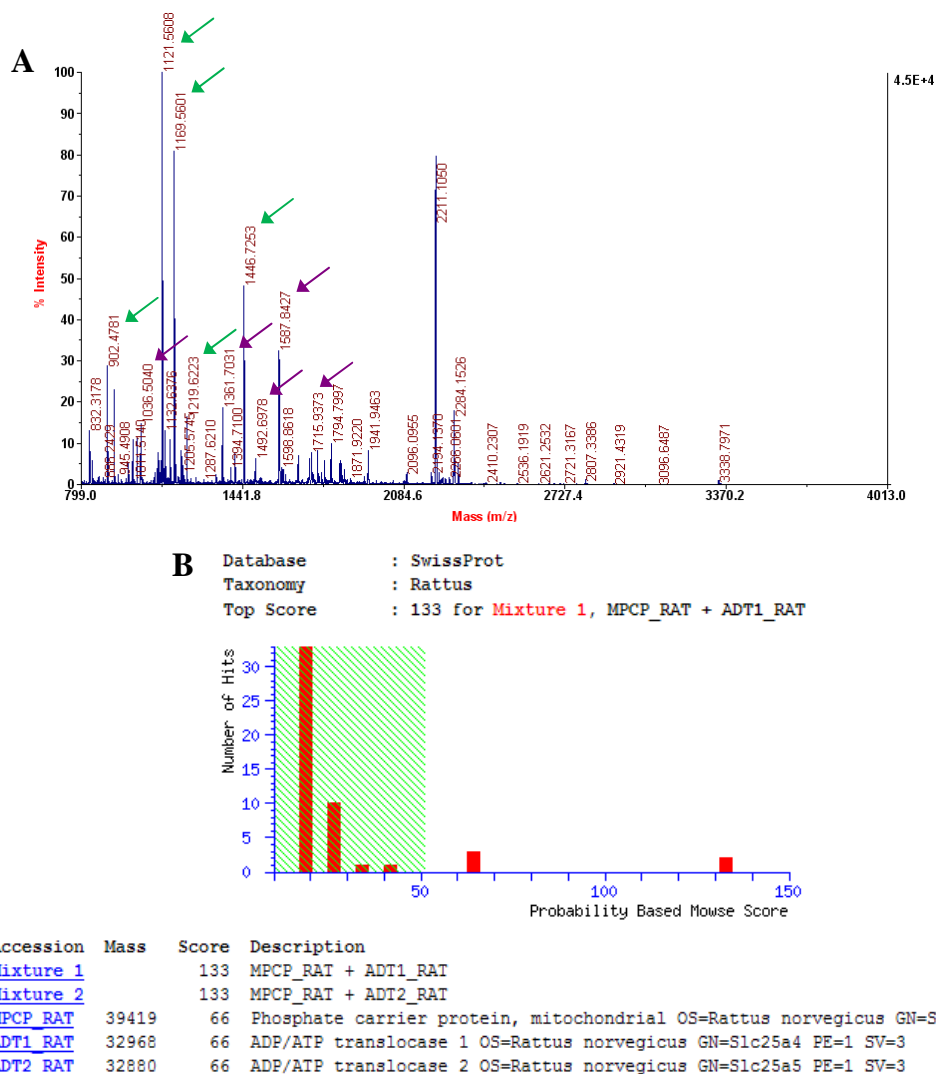 A
4.5E+4
100
90
80
70
60
50
40
30
20
10
0
% Intensity
832.3178
902.4781
945.4908
1036.5040
1121.5608
1132.6376
1169.5601
1205.5745
1219.6223
1287.6210
1361.7031
1394.7100
1446.7253
1492.6978
1587.8427
1598.8618
1715.9373
1794.7997
1871.9220
1941.9463
2096.0955
2194.1370
2211.1050
2284.1526
2410.2307
2536.1919
2621.2532
2721.3167
2807.3386
2921.4319
3096.6487
3338.7971
799.0 1441.8 2084.6 2727.4 3370.2 4013.0
Mass (m/z)
B
Database : SwissProt
Taxonomy : Rattus
Top Score : 133 for Mixture 1, MPCP_RAT + ADT1_RAT
Number of Hits
30
25
20
15
10
5
0
50 100 150
Probability Based Mowse Score
Accession Mass Score Description
Mixture 1 133 MPCP_RAT + ADT1_RAT
Mixture 2 133 MPCP_RAT + ADT2_RAT
MPCP_RAT 39419 66 Phosphate carrier protein, mitochondrial OS=Rattus norvegicus GN=S
ADT1_RAT 32968 66 ADP/ATP translocase 1 OS=Rattus norvegicus GN=Slc25a4 PE=1 SV=3
ADT2_RAT 32880 66 ADP/ATP translocase 2 OS=Rattus norvegicus GN=Slc25a5 PE=1 SV=3